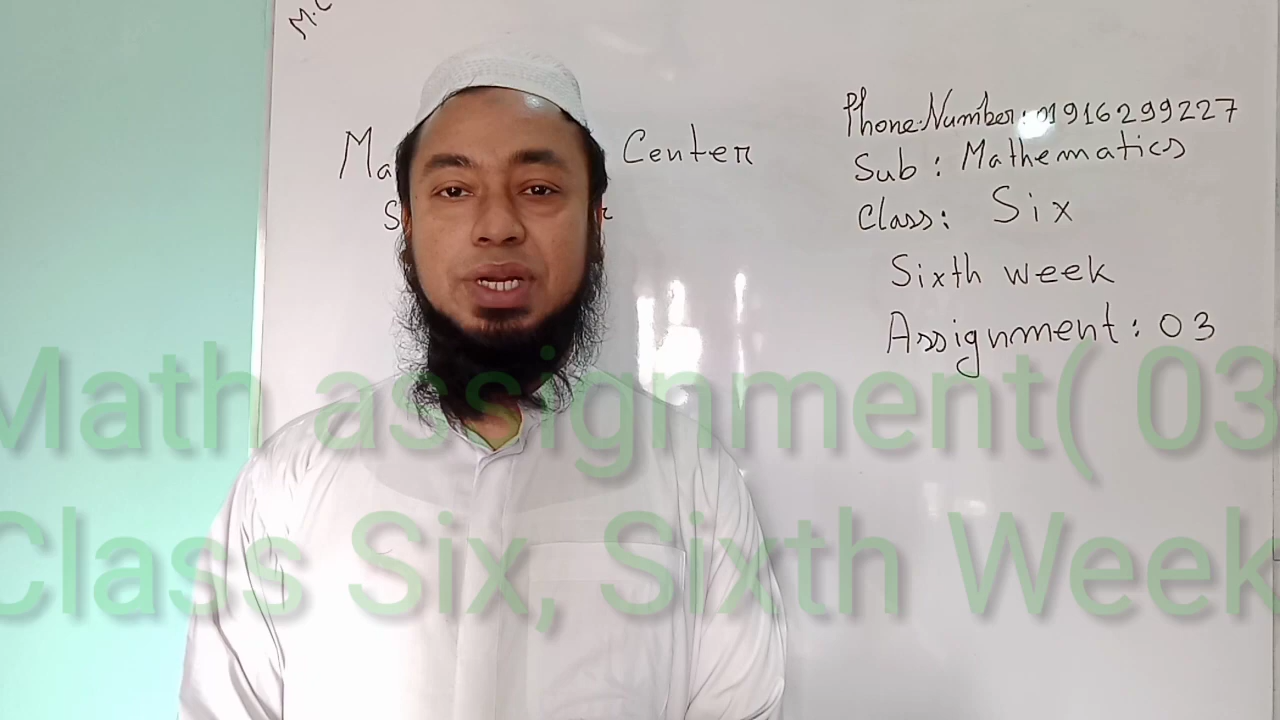 M.C
Ma Center
S r
Phone Number: 01916299227
Sub: Mathematics
Class: Six
Sixth week
Assignment: 03
Math assignment( 03
Class Six, Sixth Week